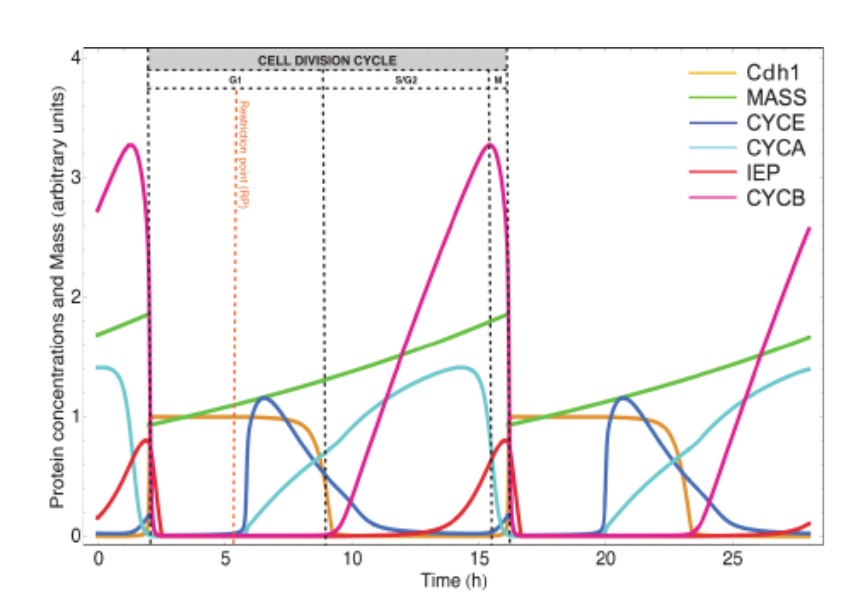 CELL DIVISION CYCLE
G1 S/G2 M
Restriction point (RP)
Cdh1
MASS
CYCE
CYCA
IEP
CYCB
Protein concentrations and Mass (arbitrary units)
4
3
2
1
0
0 5 10 15 20 25
Time (h)